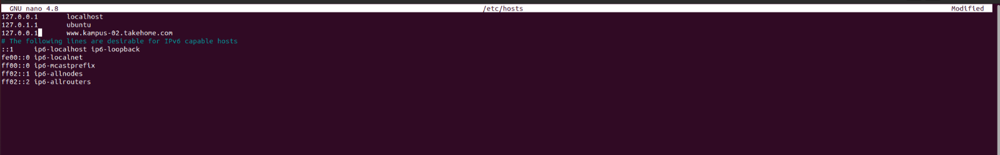 GNU nano 4.8 /etc/hosts Modified
127.0.0.1 localhost
127.0.1.1 ubuntu
127.0.0.1 www.kampus-02.takehome.com
# The following lines are desirable for IPv6 capable hosts
::1 ip6-localhost ip6-loopback
fe00::0 ip6-localnet
ff00::0 ip6-mcastprefix
ff02::1 ip6-allnodes
ff02::2 ip6-allrouters